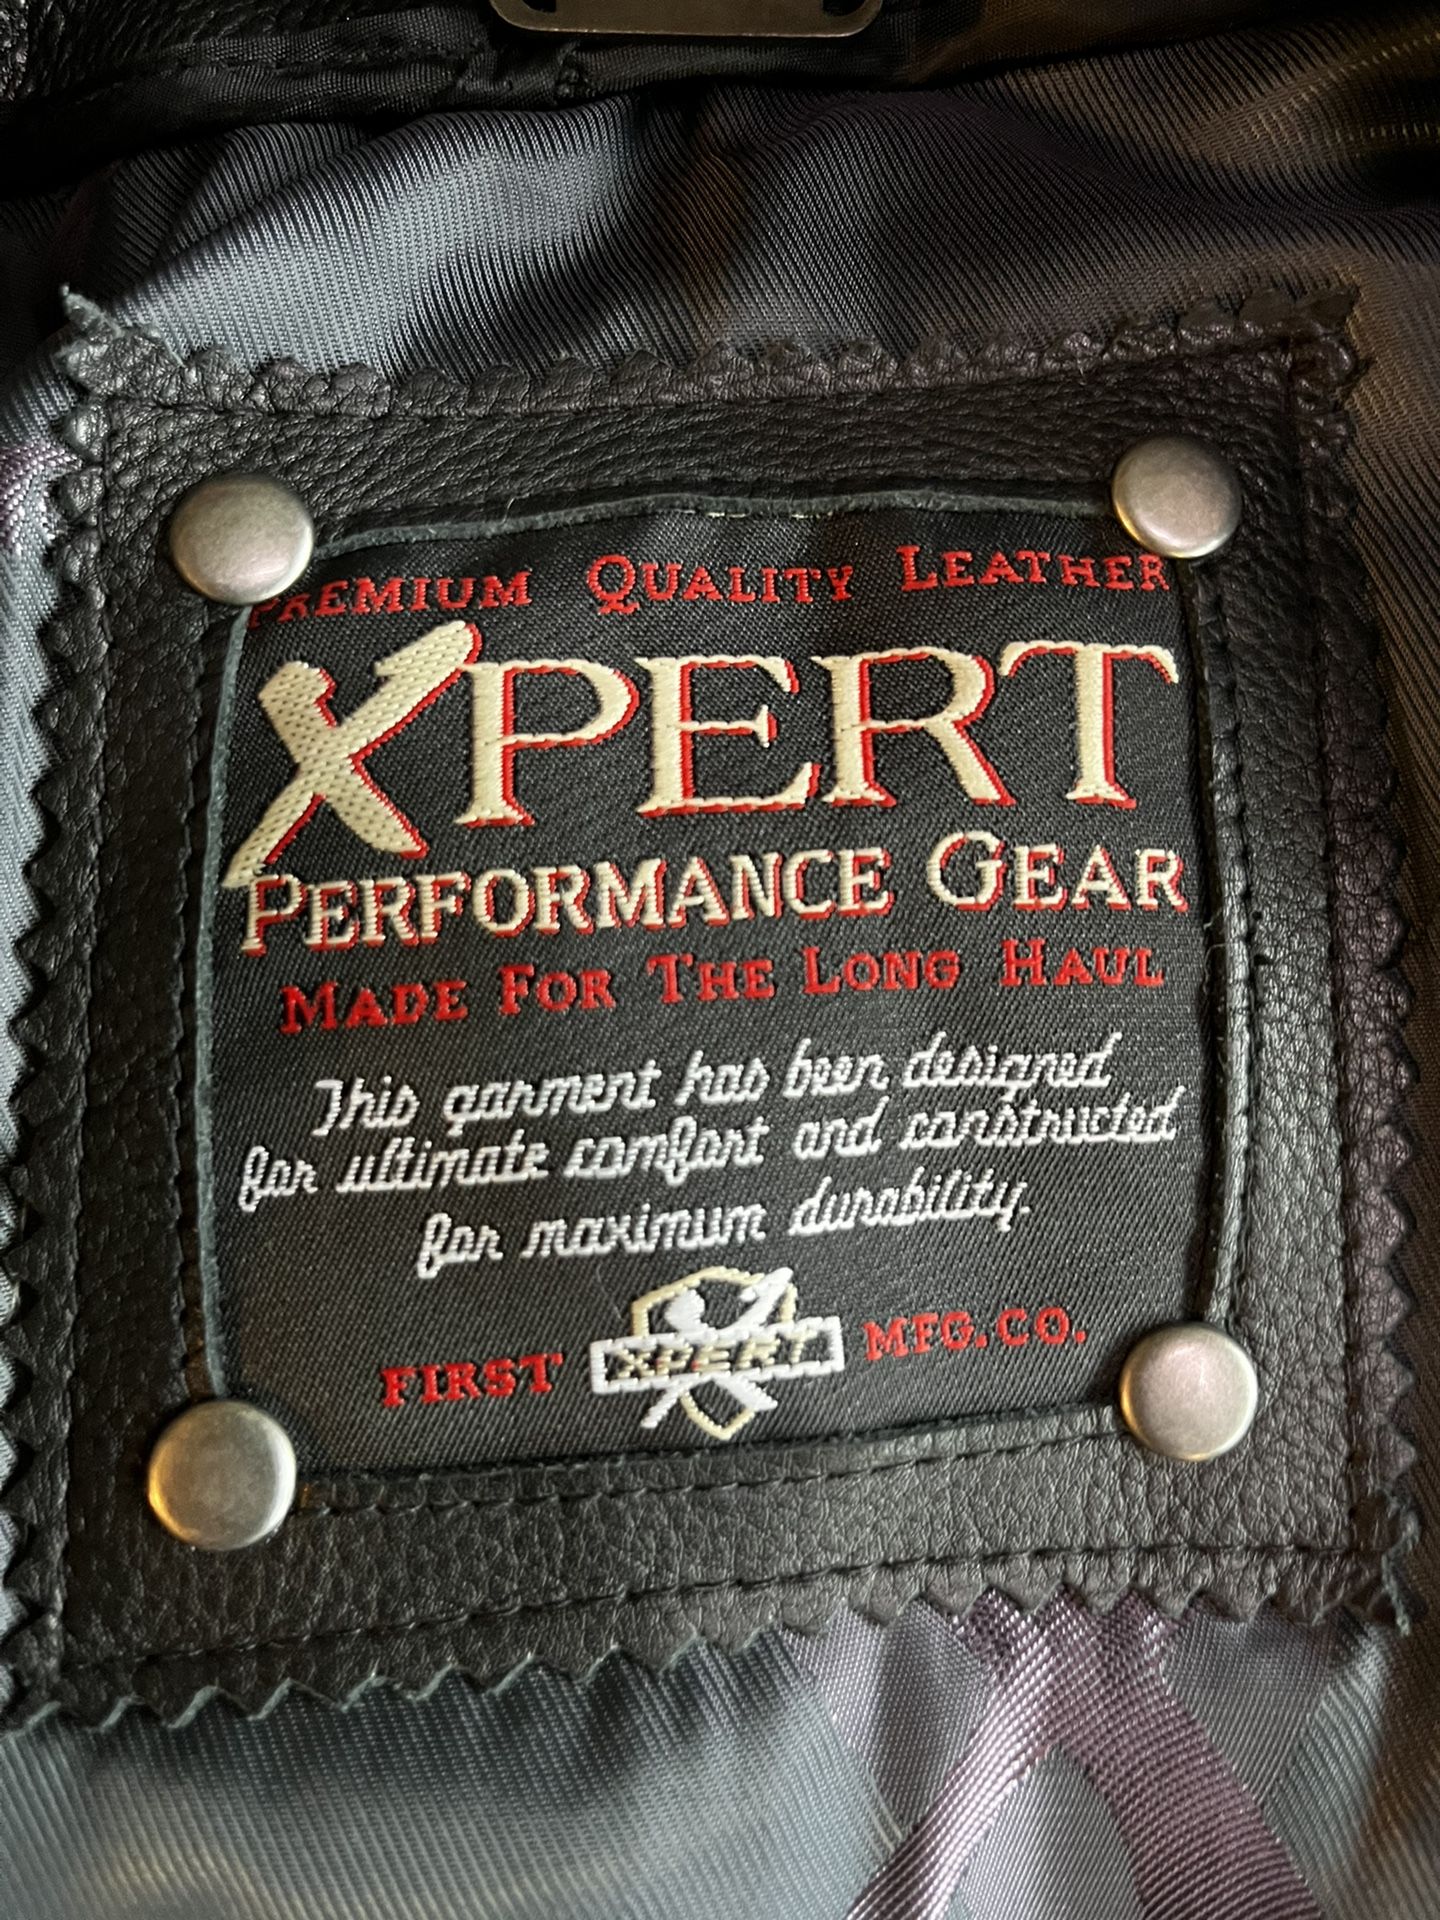 PREMIUM QUALITY LEATHER
XPERT
PERFORMANCE GEAR
MADE FOR THE LONG HAUL
This garment has been designed
for ultimate comfort and constructed
for maximum durability.
FIRST XPERT MFG.CO.